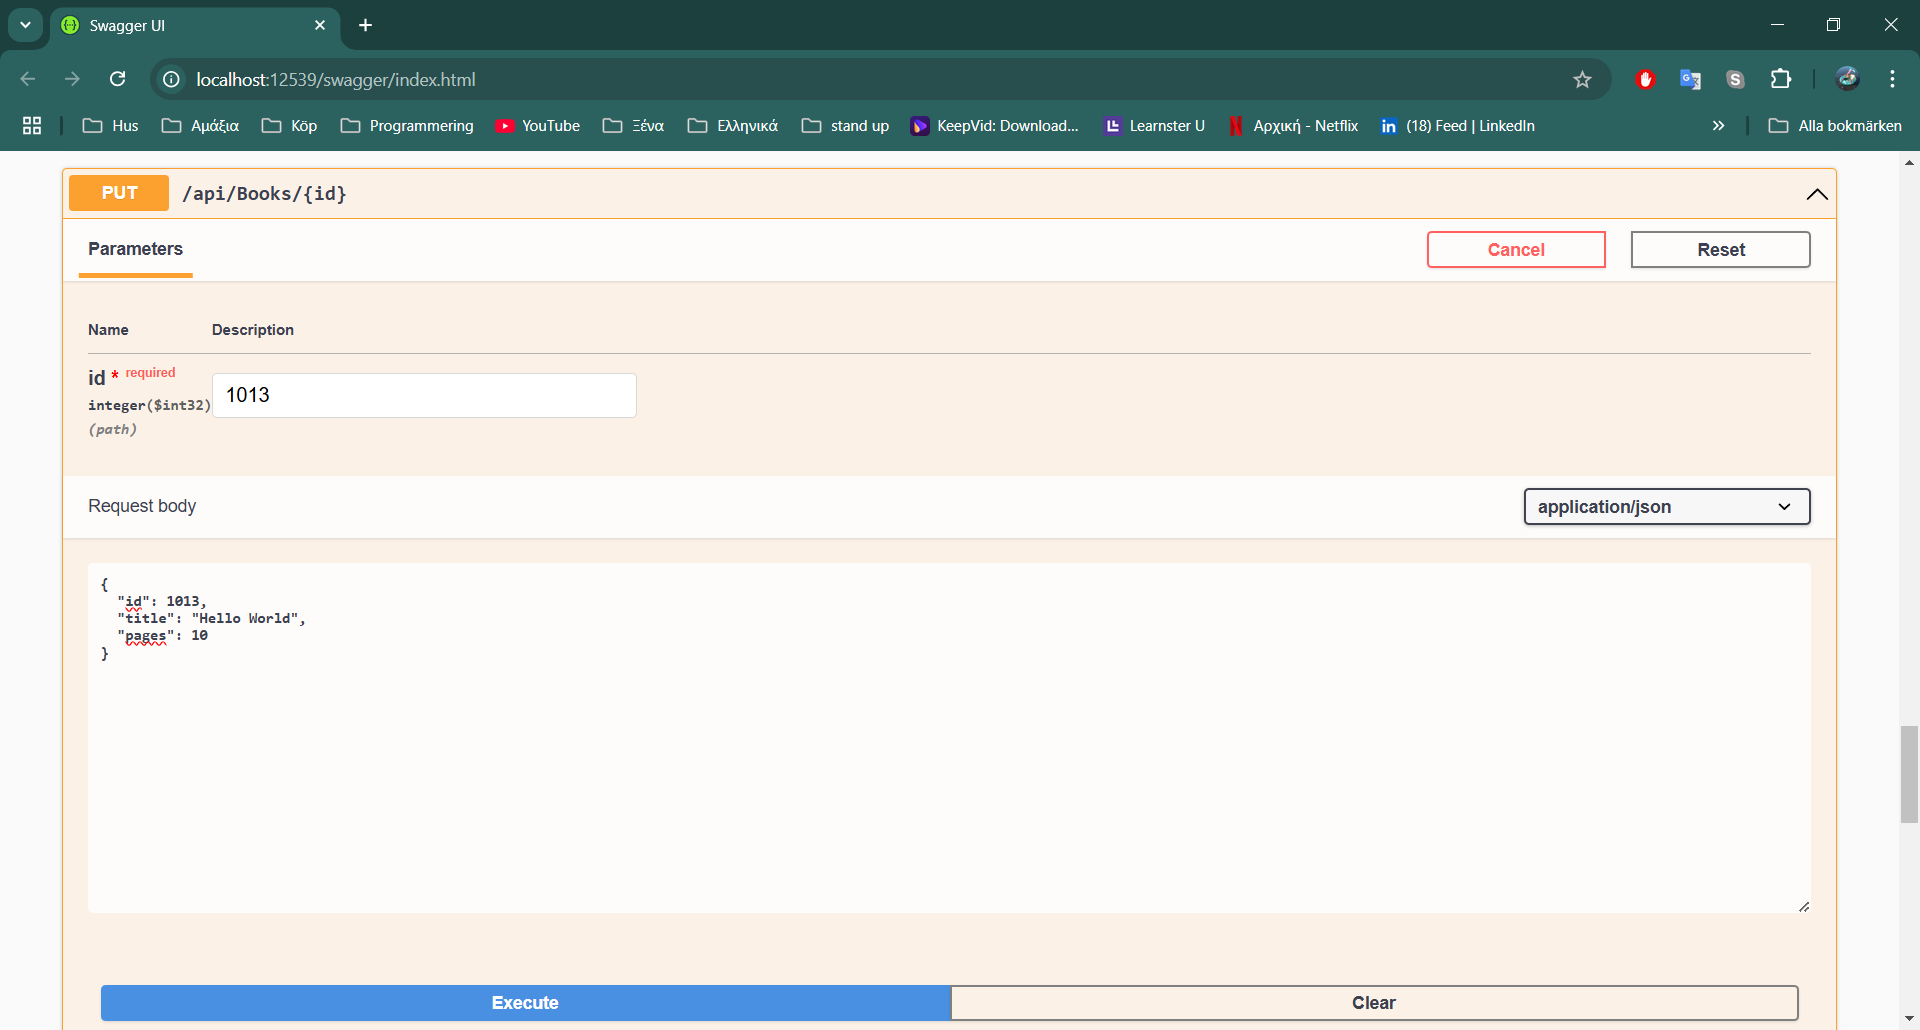 Swagger UI
localhost:12539/swagger/index.html
Hus Αμάξια Köp Programmering YouTube Ξένα Ελληνικά stand up KeepVid: Download... Learnster U Αρχική - Netflix (18) Feed | LinkedIn » Alla bokmärken
PUT /api/Books/{id}
Parameters Cancel Reset
Name Description
id * required
integer($int32) 1013
(path)
Request body application/json
{
"id": 1013,
"title": "Hello World",
"pages": 10
}
Execute Clear